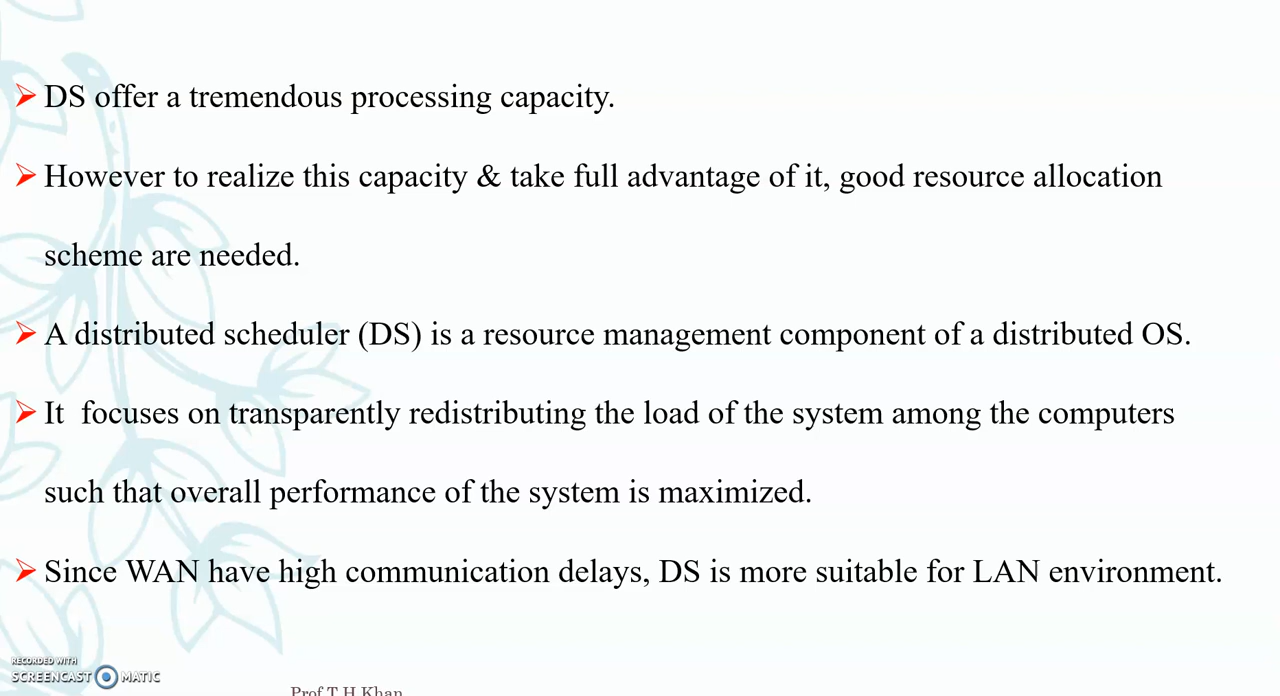 ➢ DS offer a tremendous processing capacity.
➢ However to realize this capacity & take full advantage of it, good resource allocation
scheme are needed.
➢ A distributed scheduler (DS) is a resource management component of a distributed OS.
➢ It  focuses on transparently redistributing the load of the system among the computers
such that overall performance of the system is maximized.
➢ Since WAN have high communication delays, DS is more suitable for LAN environment.
RECORDED WITH
SCREENCAST MATIC
Prof T H Khan